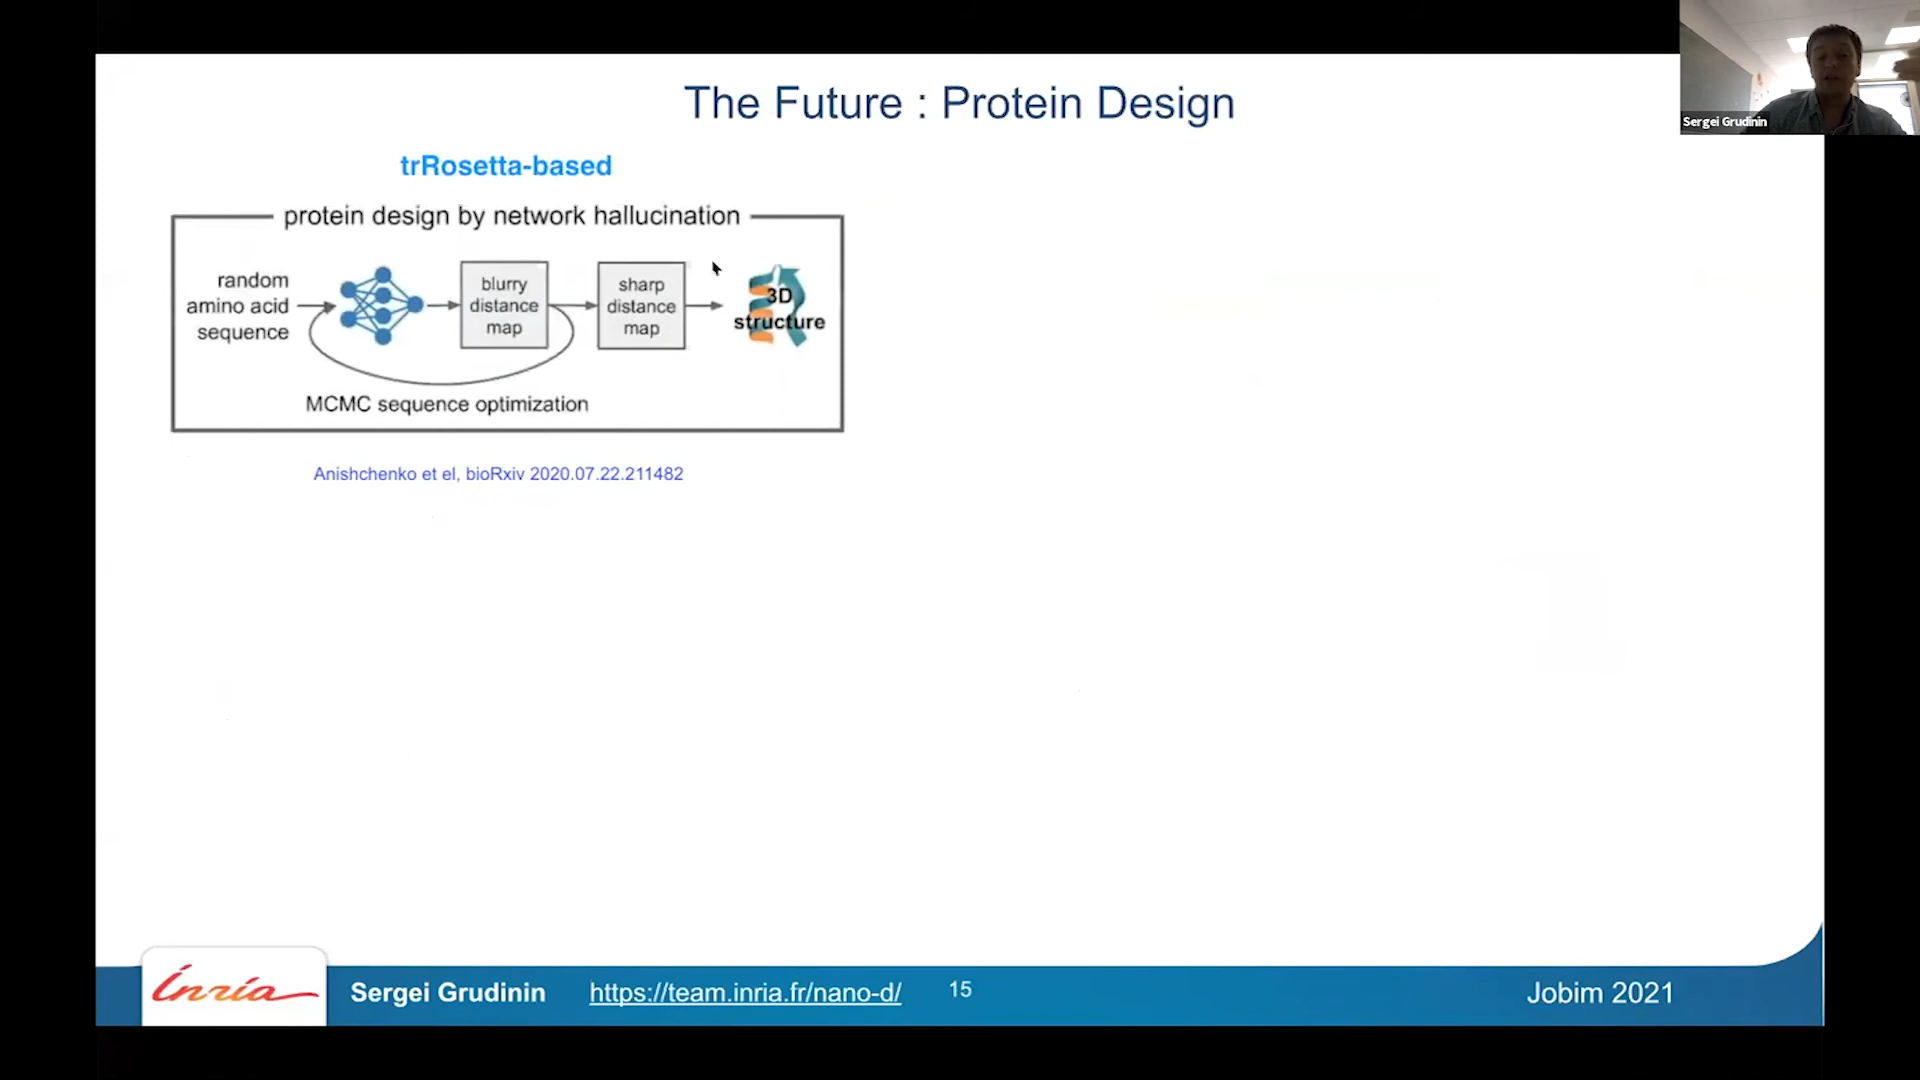 The Future : Protein Design
Sergei Grudinin
trRosetta-based
protein design by network hallucination
random
amino acid
sequence
blurry
distance
map
sharp
distance
map
3D
structure
MCMC sequence optimization
Anishchenko et el, bioRxiv 2020.07.22.211482
Inria
Sergei Grudinin
https://team.inria.fr/nano-d/
15
Jobim 2021